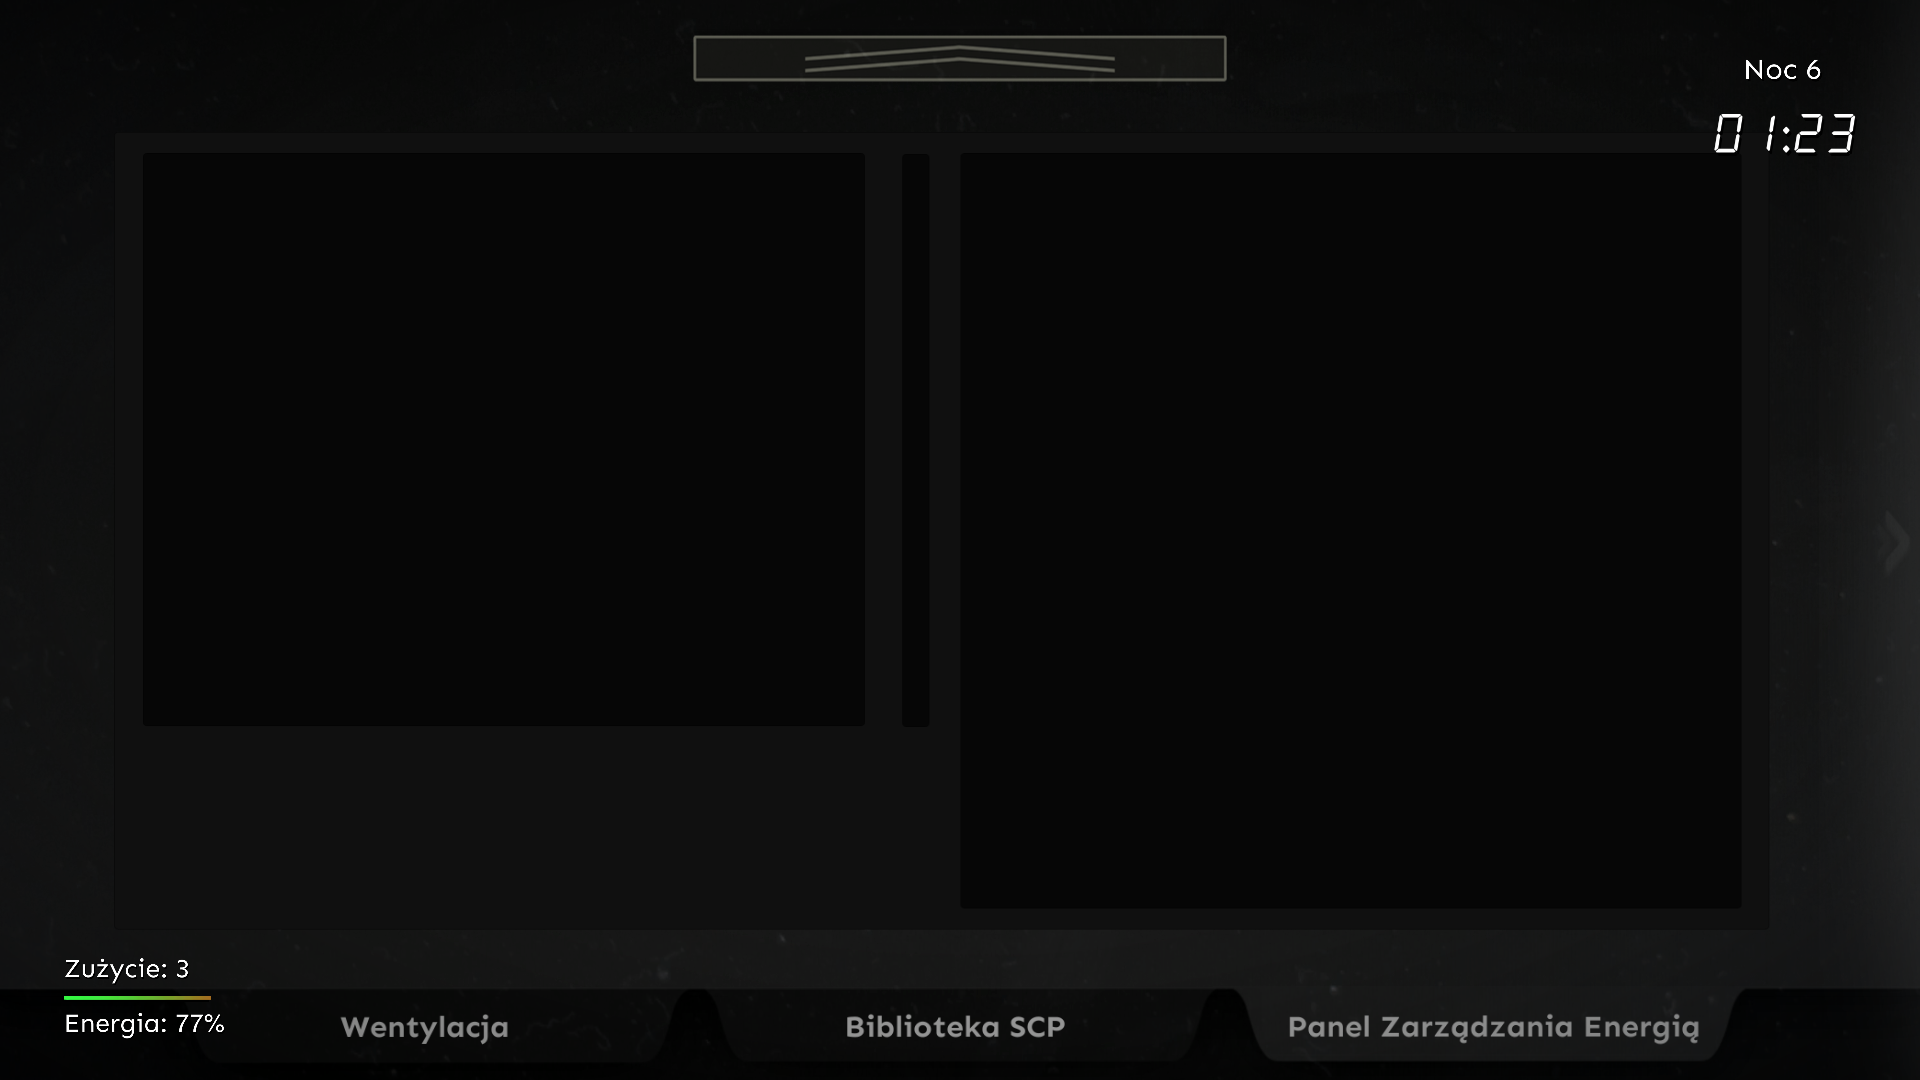 Noc 6
01:23
Zużycie: 3
Energia: 77%
Wentylacja
Biblioteka SCP
Panel Zarządzania Energią